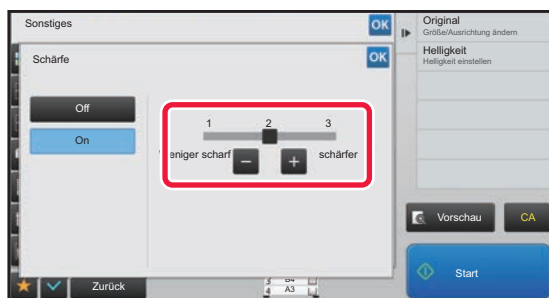 Sonstiges
OK
Schärfe
OK
Off
On
1 2 3
schärfer
scharf
Zurück
A3
4
Original
Größe/Ausrichtung ändern
Helligkeit
Helligkeit einstellen
Vorschau
CA
Start